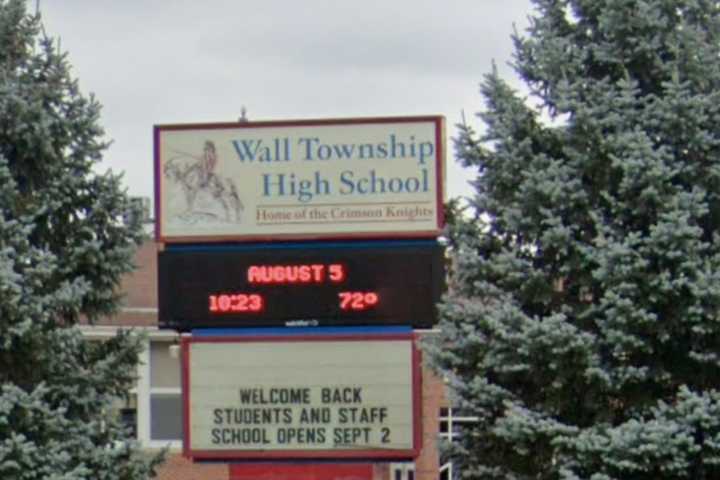 Wall Township
High School
Home of the Crimson Knights
AUGUST 5
10:23 72°
WELCOME BACK
STUDENTS AND STAFF
SCHOOL OPENS SEPT 2